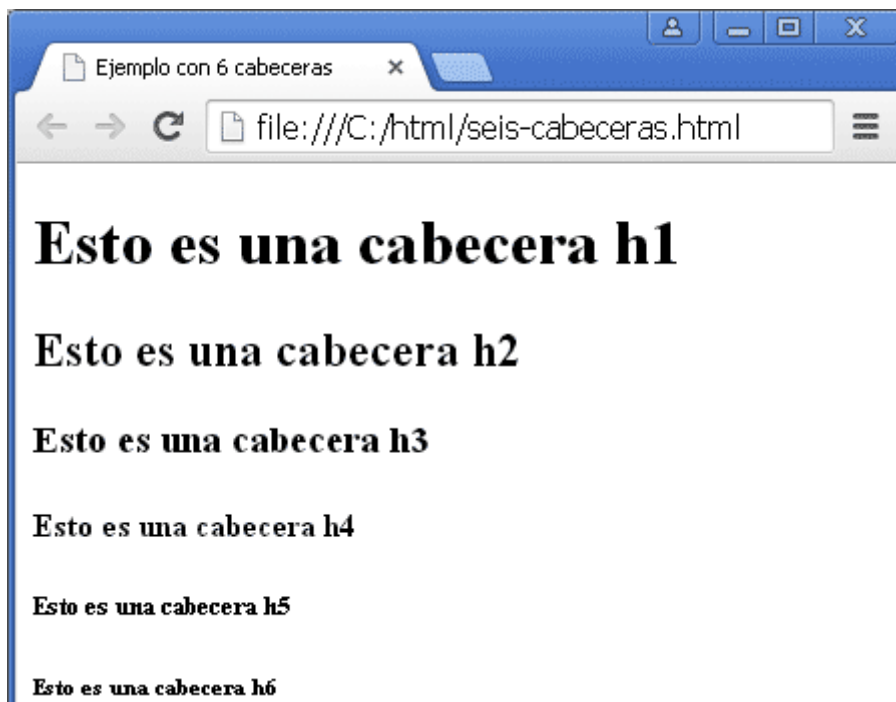 Ejemplo con 6 cabeceras
file:///C:/html/seis-cabeceras.html
Esto es una cabecera h1
Esto es una cabecera h2
Esto es una cabecera h3
Esto es una cabecera h4
Esto es una cabecera h5
Esto es una cabecera h6